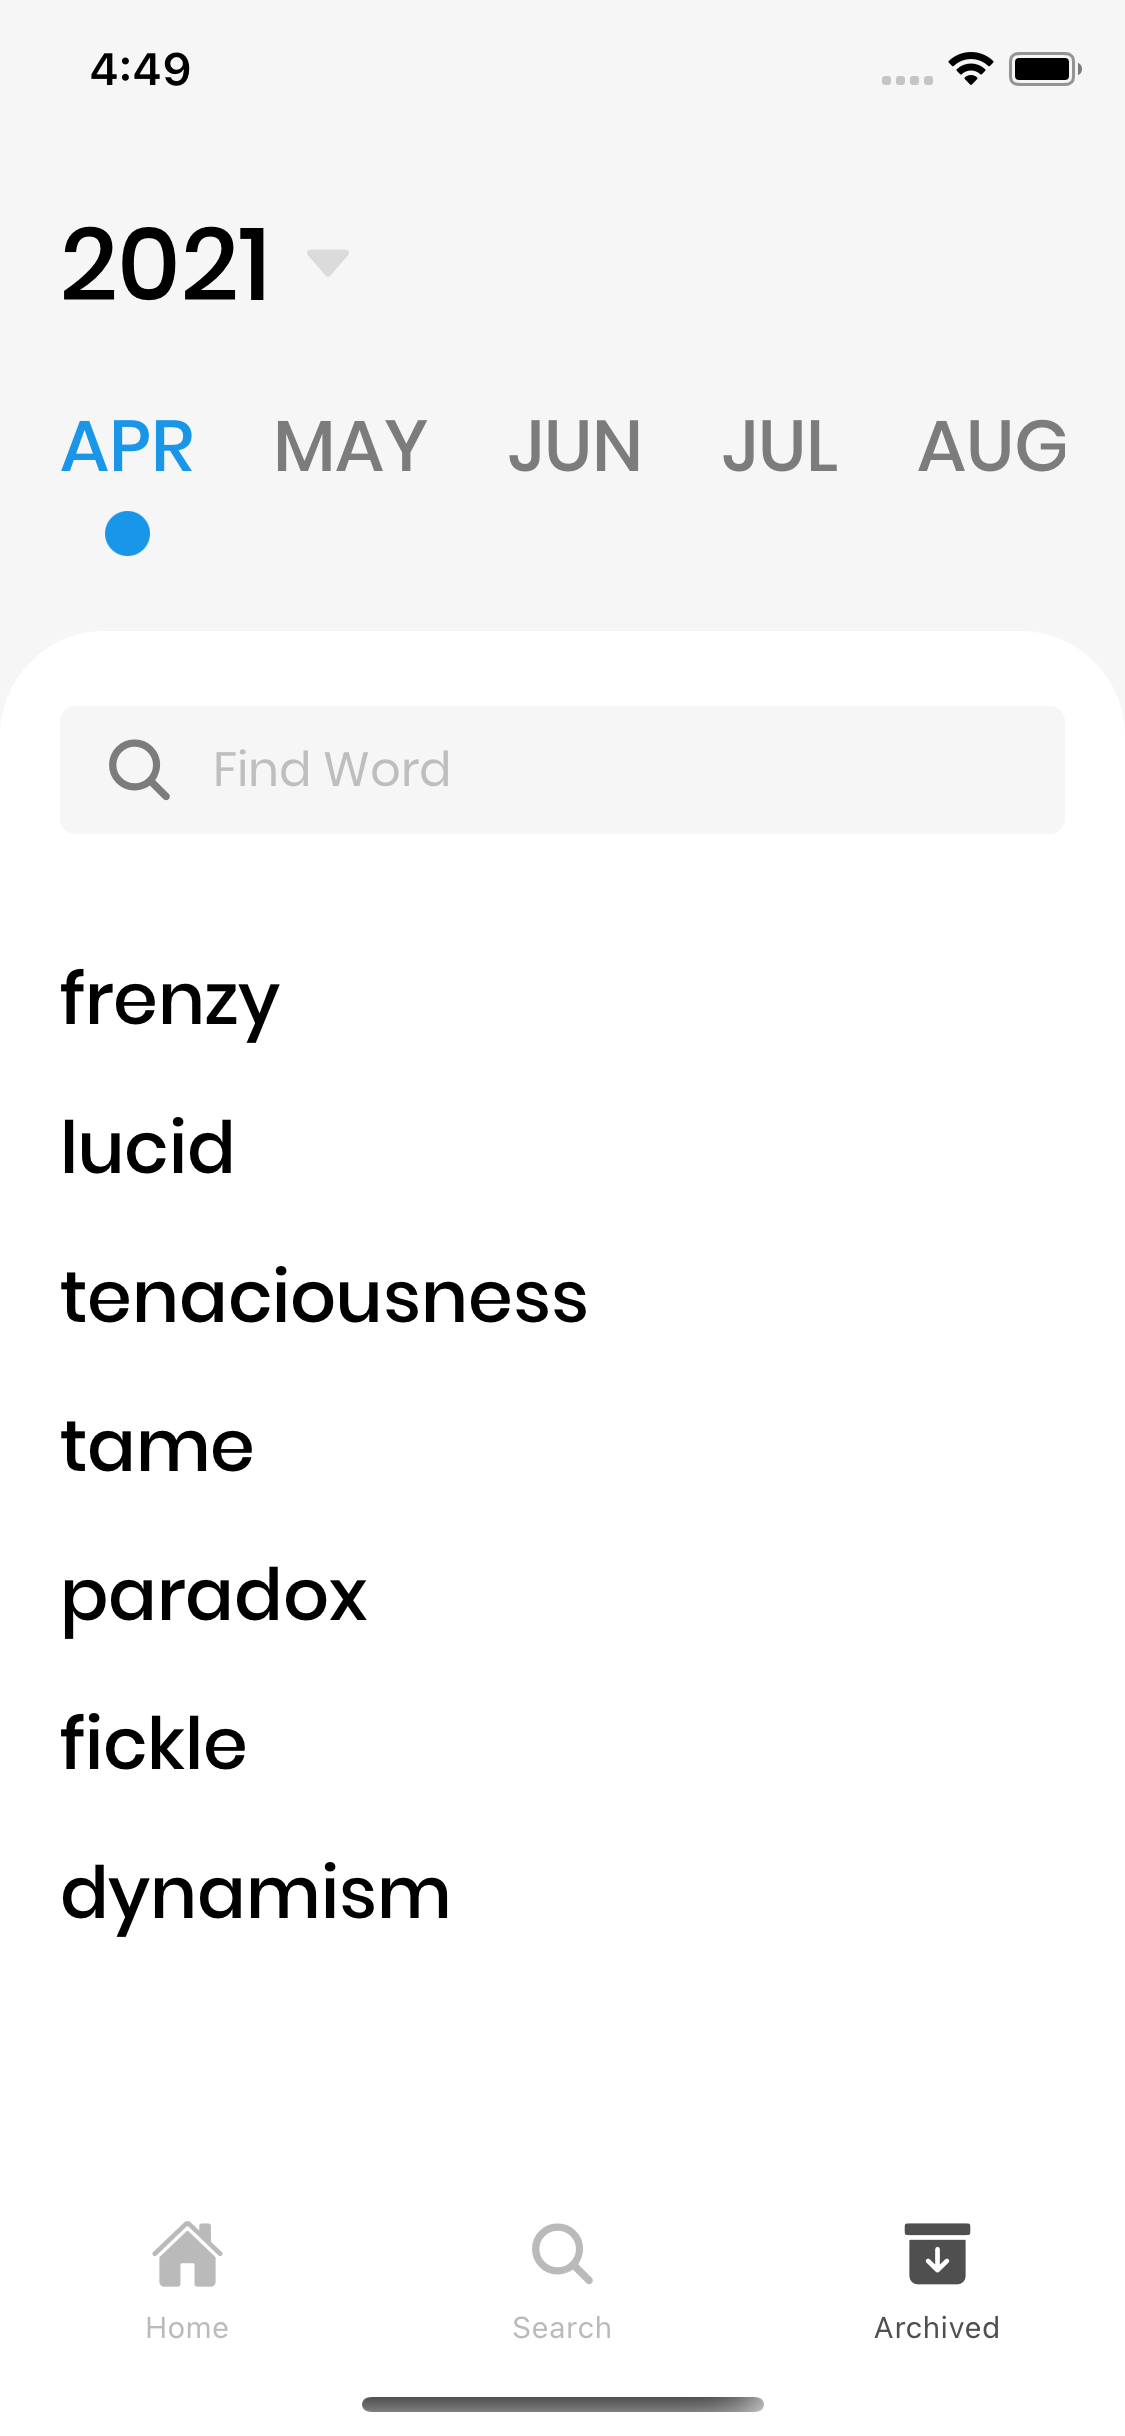 4:49
2021
APR MAY JUN JUL AUG
Find Word
frenzy
lucid
tenaciousness
tame
paradox
fickle
dynamism
Home Search Archived